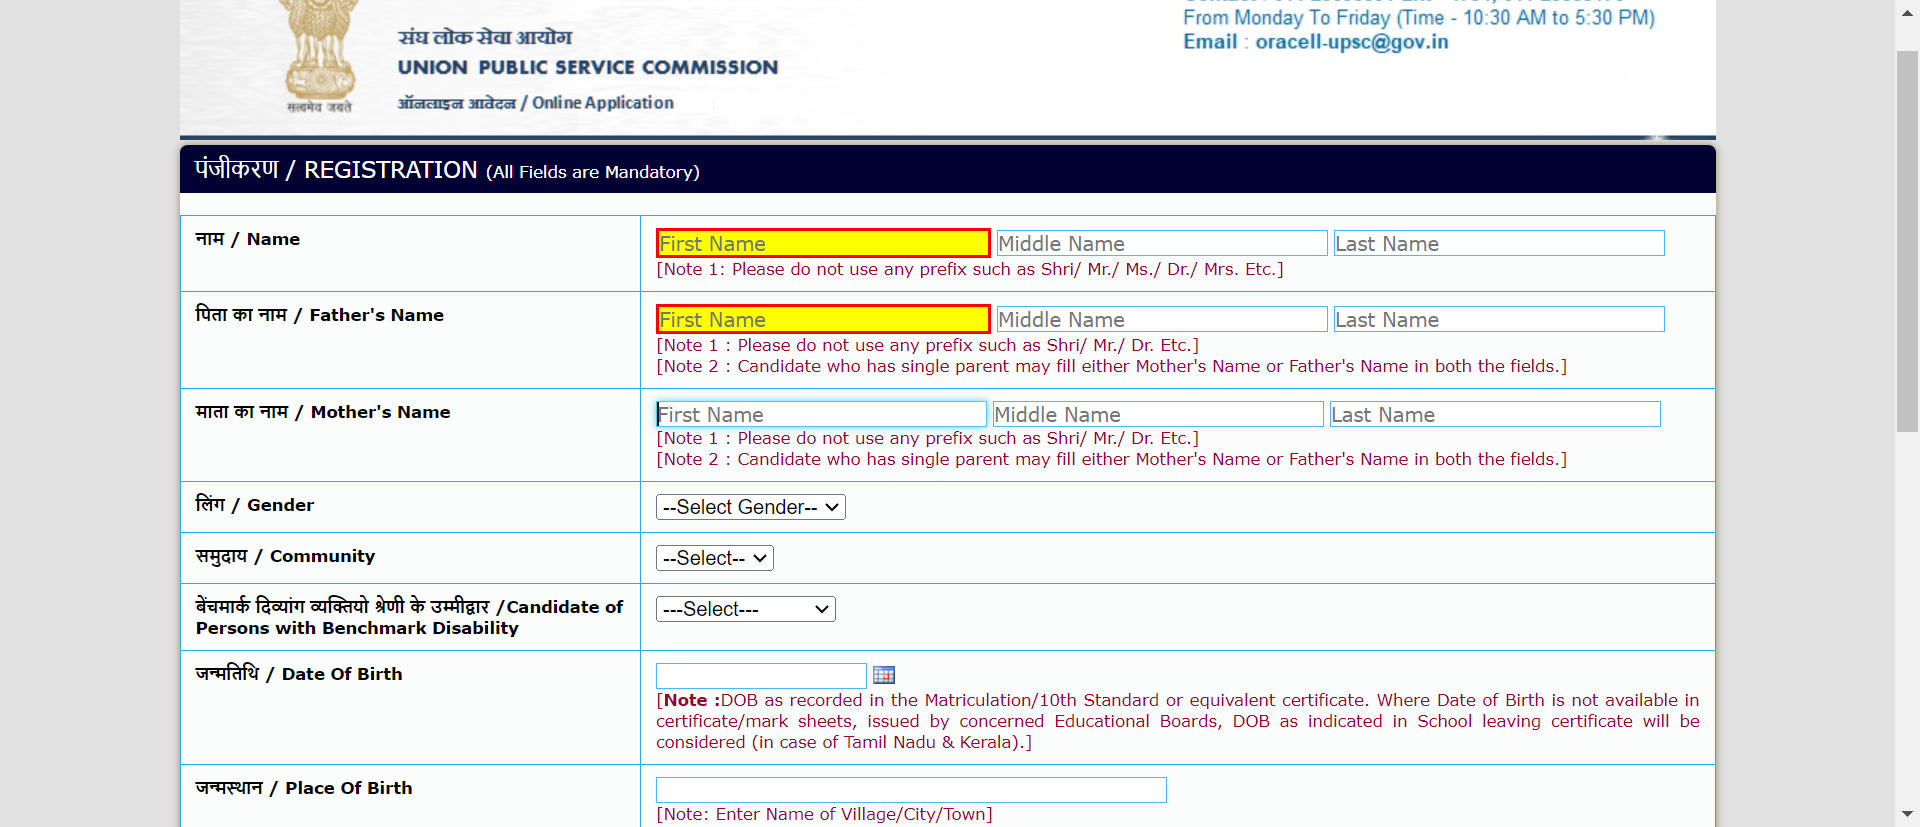 सत्यमेव जयते
संघ लोक सेवा आयोग
UNION PUBLIC SERVICE COMMISSION
ऑनलाइन आवेदन / Online Application
From Monday To Friday (Time - 10:30 AM to 5:30 PM)
Email : oracell-upsc@gov.in
पंजीकरण / REGISTRATION (All Fields are Mandatory)
नाम / Name
First Name Middle Name Last Name
[Note 1: Please do not use any prefix such as Shri/ Mr./ Ms./ Dr./ Mrs. Etc.]
पिता का नाम / Father's Name
First Name Middle Name Last Name
[Note 1 : Please do not use any prefix such as Shri/ Mr./ Dr. Etc.]
[Note 2 : Candidate who has single parent may fill either Mother's Name or Father's Name in both the fields.]
माता का नाम / Mother's Name
First Name Middle Name Last Name
[Note 1 : Please do not use any prefix such as Shri/ Mr./ Dr. Etc.]
[Note 2 : Candidate who has single parent may fill either Mother's Name or Father's Name in both the fields.]
लिंग / Gender
--Select Gender--
समुदाय / Community
--Select--
बेंचमार्क दिव्यांग व्यक्तियो श्रेणी के उम्मीद्वार /Candidate of
Persons with Benchmark Disability
---Select---
जन्मतिथि / Date Of Birth
[Note :DOB as recorded in the Matriculation/10th Standard or equivalent certificate. Where Date of Birth is not available in
certificate/mark sheets, issued by concerned Educational Boards, DOB as indicated in School leaving certificate will be
considered (in case of Tamil Nadu & Kerala).]
जन्मस्थान / Place Of Birth
[Note: Enter Name of Village/City/Town]